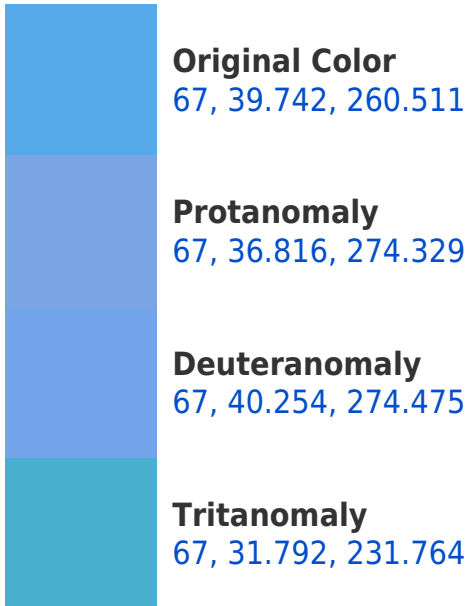 Original Color
67, 39.742, 260.511
Protanomaly
67, 36.816, 274.329
Deuteranomaly
67, 40.254, 274.475
Tritanomaly
67, 31.792, 231.764